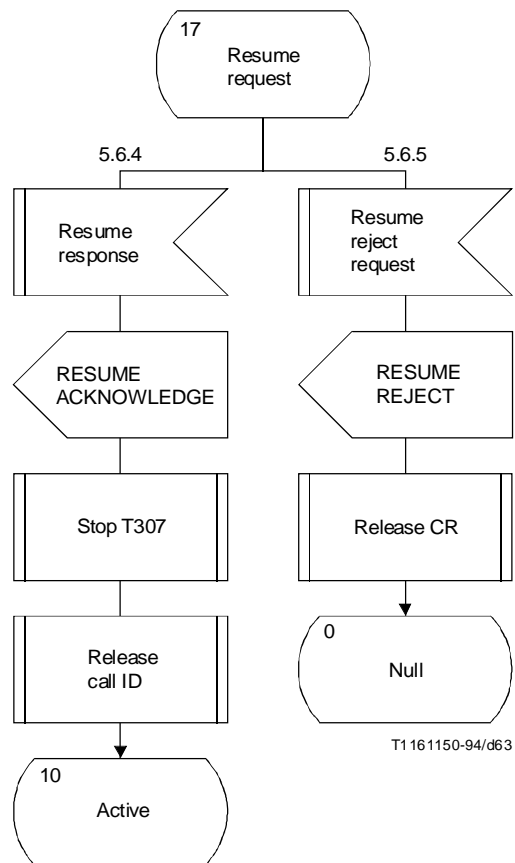 17
Resume
request
5.6.4
5.6.5
Resume
response
Resume
reject
request
RESUME
ACKNOWLEDGE
RESUME
REJECT
Stop T307
Release CR
Release
call ID
0
Null
T1161150-94/d63
10
Active